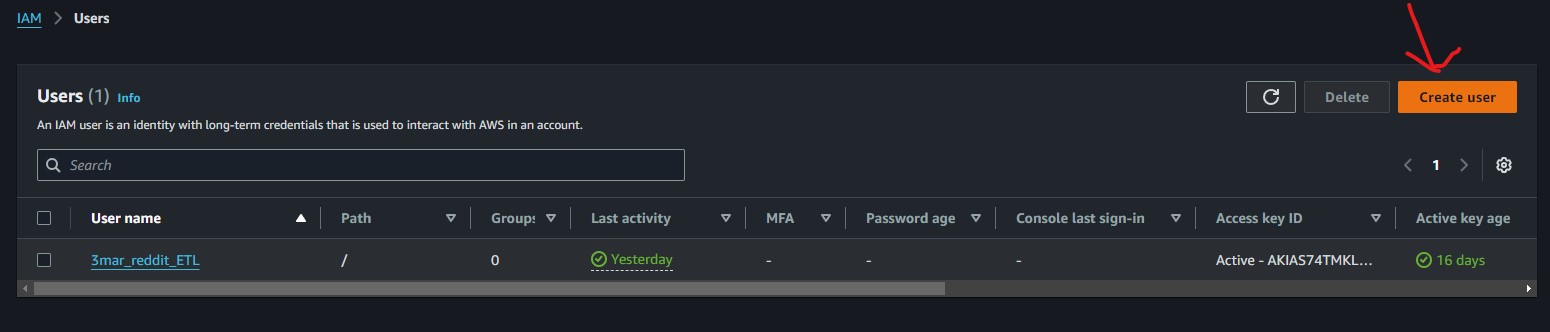 IAM > Users
Users (1) Info
Delete
Create user
An IAM user is an identity with long-term credentials that is used to interact with AWS in an account.
Search
1
User name Path Group Last activity MFA Password age Console last sign-in Access key ID Active key age
3mar_reddit_ETL / 0 Yesterday - - - Active - AKIAS74TMKL... 16 days